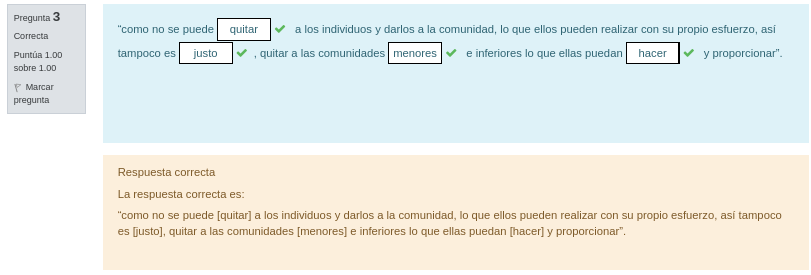 Pregunta 3
Correcta
Puntúa 1.00
sobre 1.00
Marcar
pregunta
“como no se puede quitar a los individuos y darlos a la comunidad, lo que ellos pueden realizar con su propio esfuerzo, así
tampoco es justo , quitar a las comunidades menores e inferiores lo que ellas puedan hacer y proporcionar”.
Respuesta correcta
La respuesta correcta es:
“como no se puede [quitar] a los individuos y darlos a la comunidad, lo que ellos pueden realizar con su propio esfuerzo, así tampoco
es [justo], quitar a las comunidades [menores] e inferiores lo que ellas puedan [hacer] y proporcionar”.